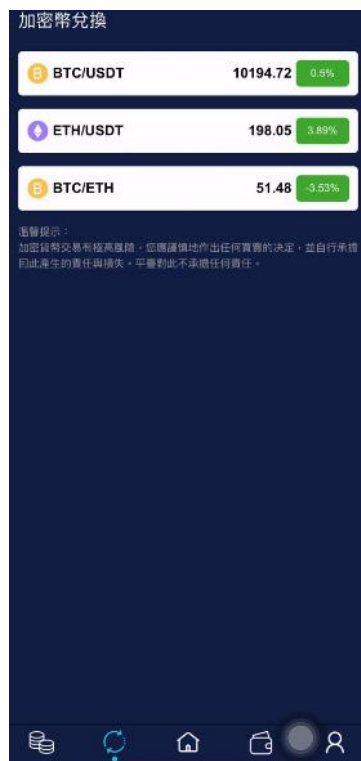 加密幣兌換
BTC/USDT 10194.72 0.5%
ETH/USDT 198.05 3.89%
BTC/ETH 51.48 -3.53%
溫馨提示：
加密貨幣交易有極高風險，您應謹慎地作出任何買賣的決定，並自行承擔
因此產生的責任與損失。平臺對此不承擔任何責任。